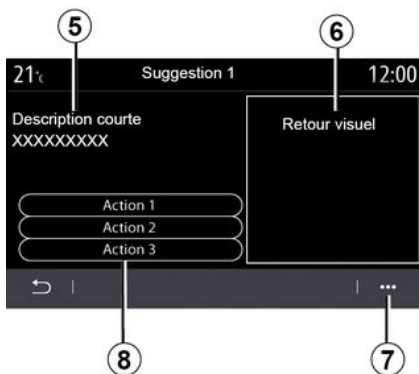 5
6
21°c
Suggestion 1
12:00
Description courte
XXXXXXXXX
Retour visuel
Action 1
Action 2
Action 3
8
7